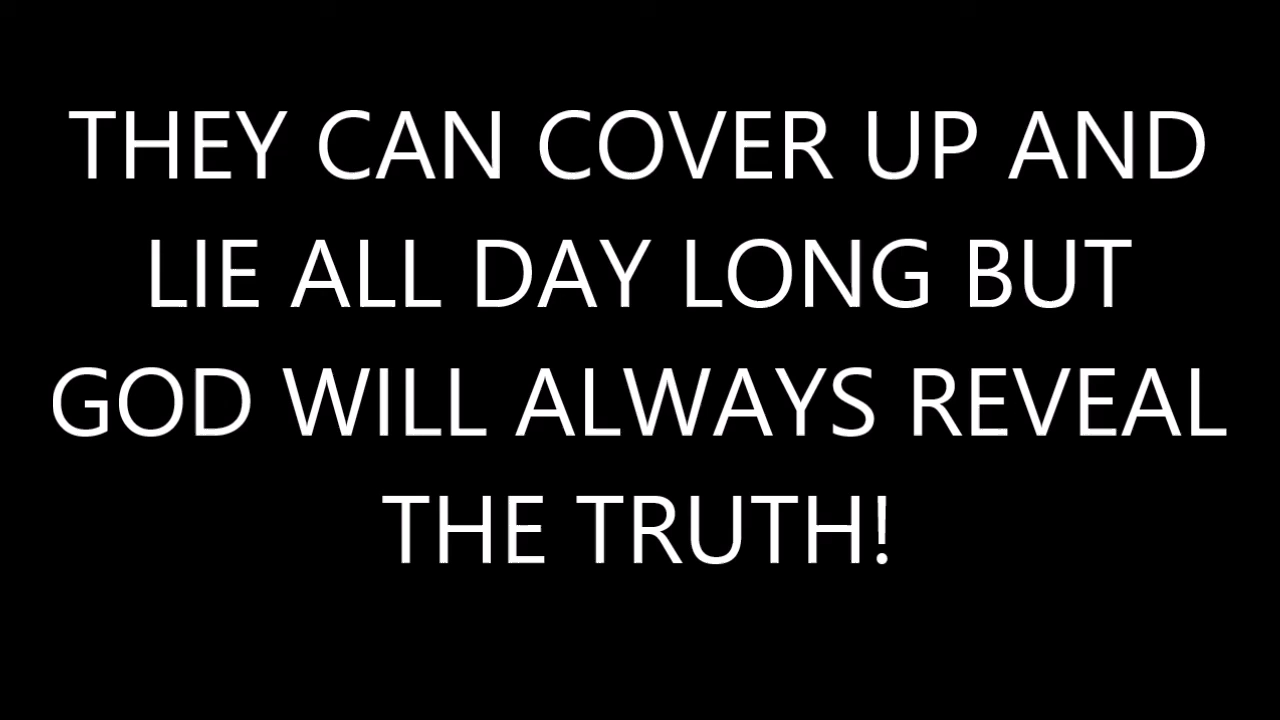 THEY CAN COVER UP AND
LIE ALL DAY LONG BUT
GOD WILL ALWAYS REVEAL
THE TRUTH!